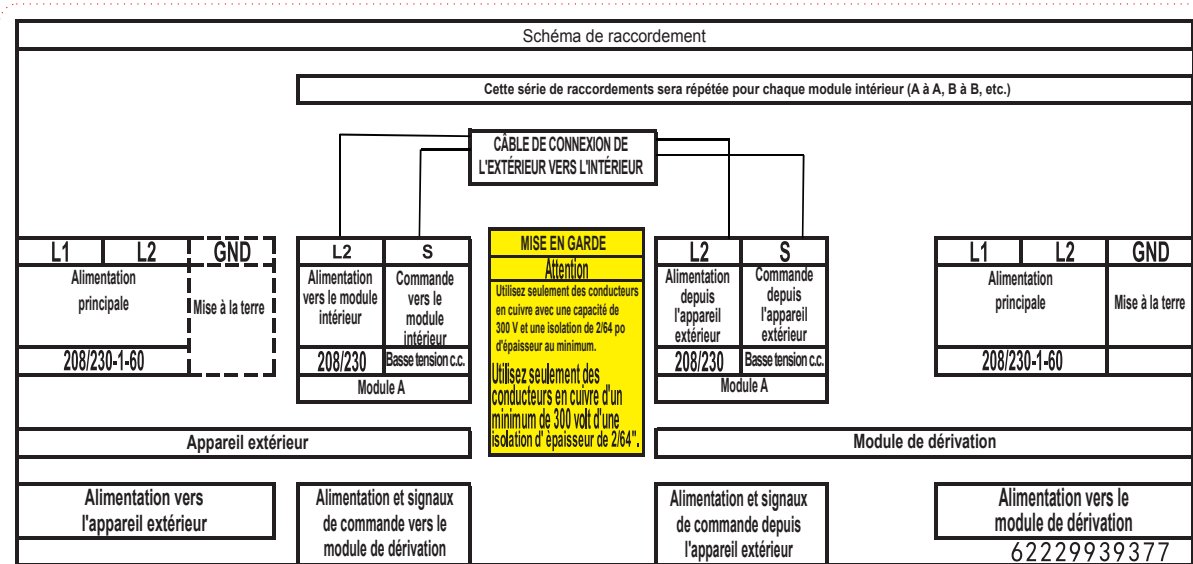 Schéma de raccordement
Cette série de raccordements sera répétée pour chaque module intérieur (A à A, B à B, etc.)
CÂBLE DE CONNEXION DE
L'EXTÉRIEUR VERS L'INTÉRIEUR
L1 L2 GND
Alimentation
principale
Mise à la terre
208/230-1-60
L2 S
Alimentation
vers le module
intérieur
Commande
vers le
module
intérieur
208/230 Basse tension c.c.
Module A
MISE EN GARDE
Attention
Utilisez seulement des conducteurs
en cuivre avec une capacité de
300 V et une isolation de 2/64 po
d'épaisseur au minimum.
Utilisez seulement des
conducteurs en cuivre d'un
minimum de 300 volt d'une
isolation d' èpaisseur de 2/64".
L2 S
Alimentation
depuis
l'appareil
extérieur
Commande
depuis
l'appareil
extérieur
208/230 Basse tension c.c.
Module A
L1 L2 GND
Alimentation
principale
Mise à la terre
208/230-1-60
Appareil extérieur
Module de dérivation
Alimentation vers
l'appareil extérieur
Alimentation et signaux
de commande vers le
module de dérivation
Alimentation et signaux
de commande depuis
l'appareil extérieur
Alimentation vers le
module de dérivation
62229939377